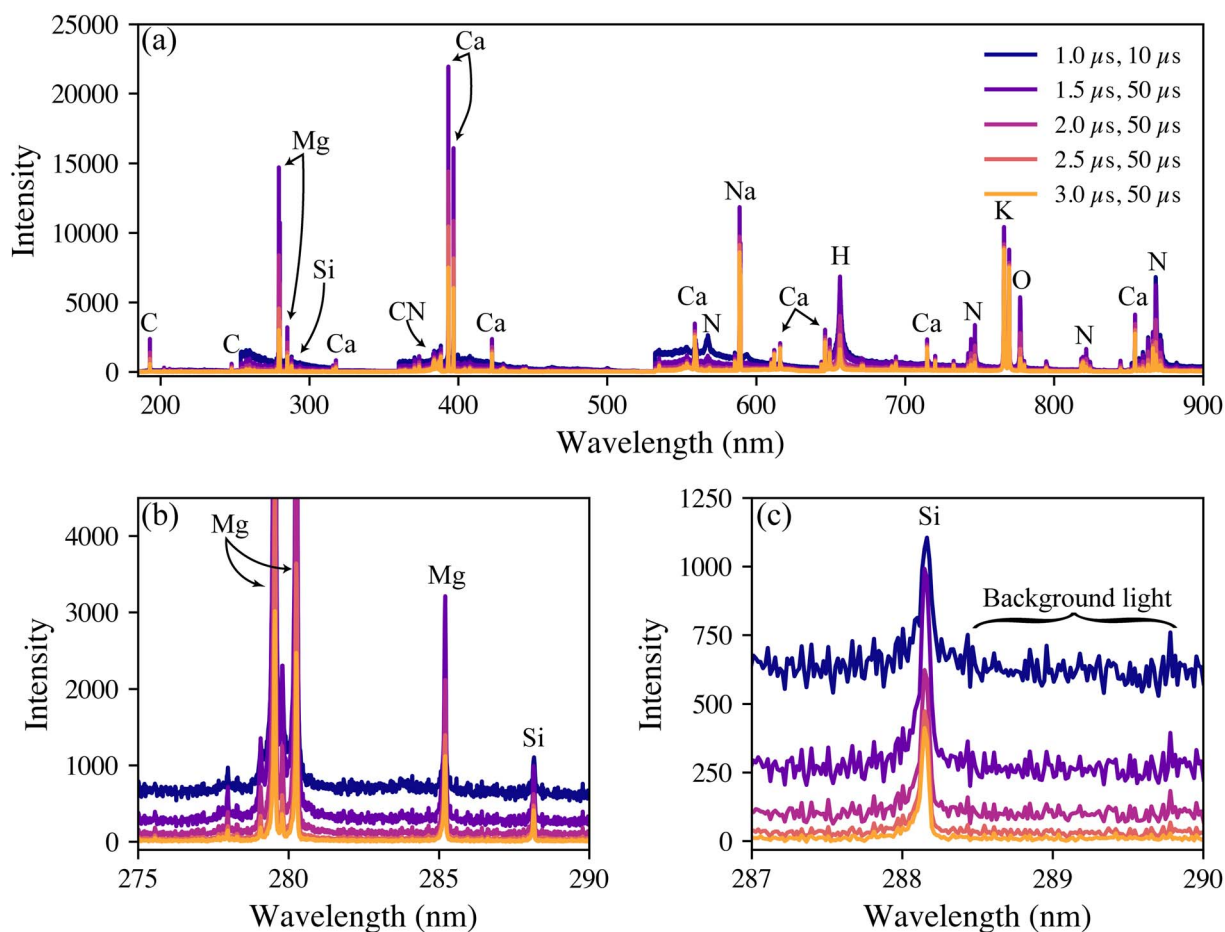 (a)
25000
20000
15000
10000
5000
0
Intensity
200 300 400 500 600 700 800 900
Wavelength (nm)
1.0 µs, 10 µs
1.5 µs, 50 µs
2.0 µs, 50 µs
2.5 µs, 50 µs
3.0 µs, 50 µs
Ca
Mg
Si
C
C
Ca
CN
Ca
Na
Ca
N
Ca
H
Ca
N
K
O
N
Ca
N
(b)
4000
3000
2000
1000
0
Intensity
275 280 285 290
Wavelength (nm)
Mg
Mg
Si
(c)
1250
1000
750
500
250
0
Intensity
287 288 289 290
Wavelength (nm)
Si
Background light